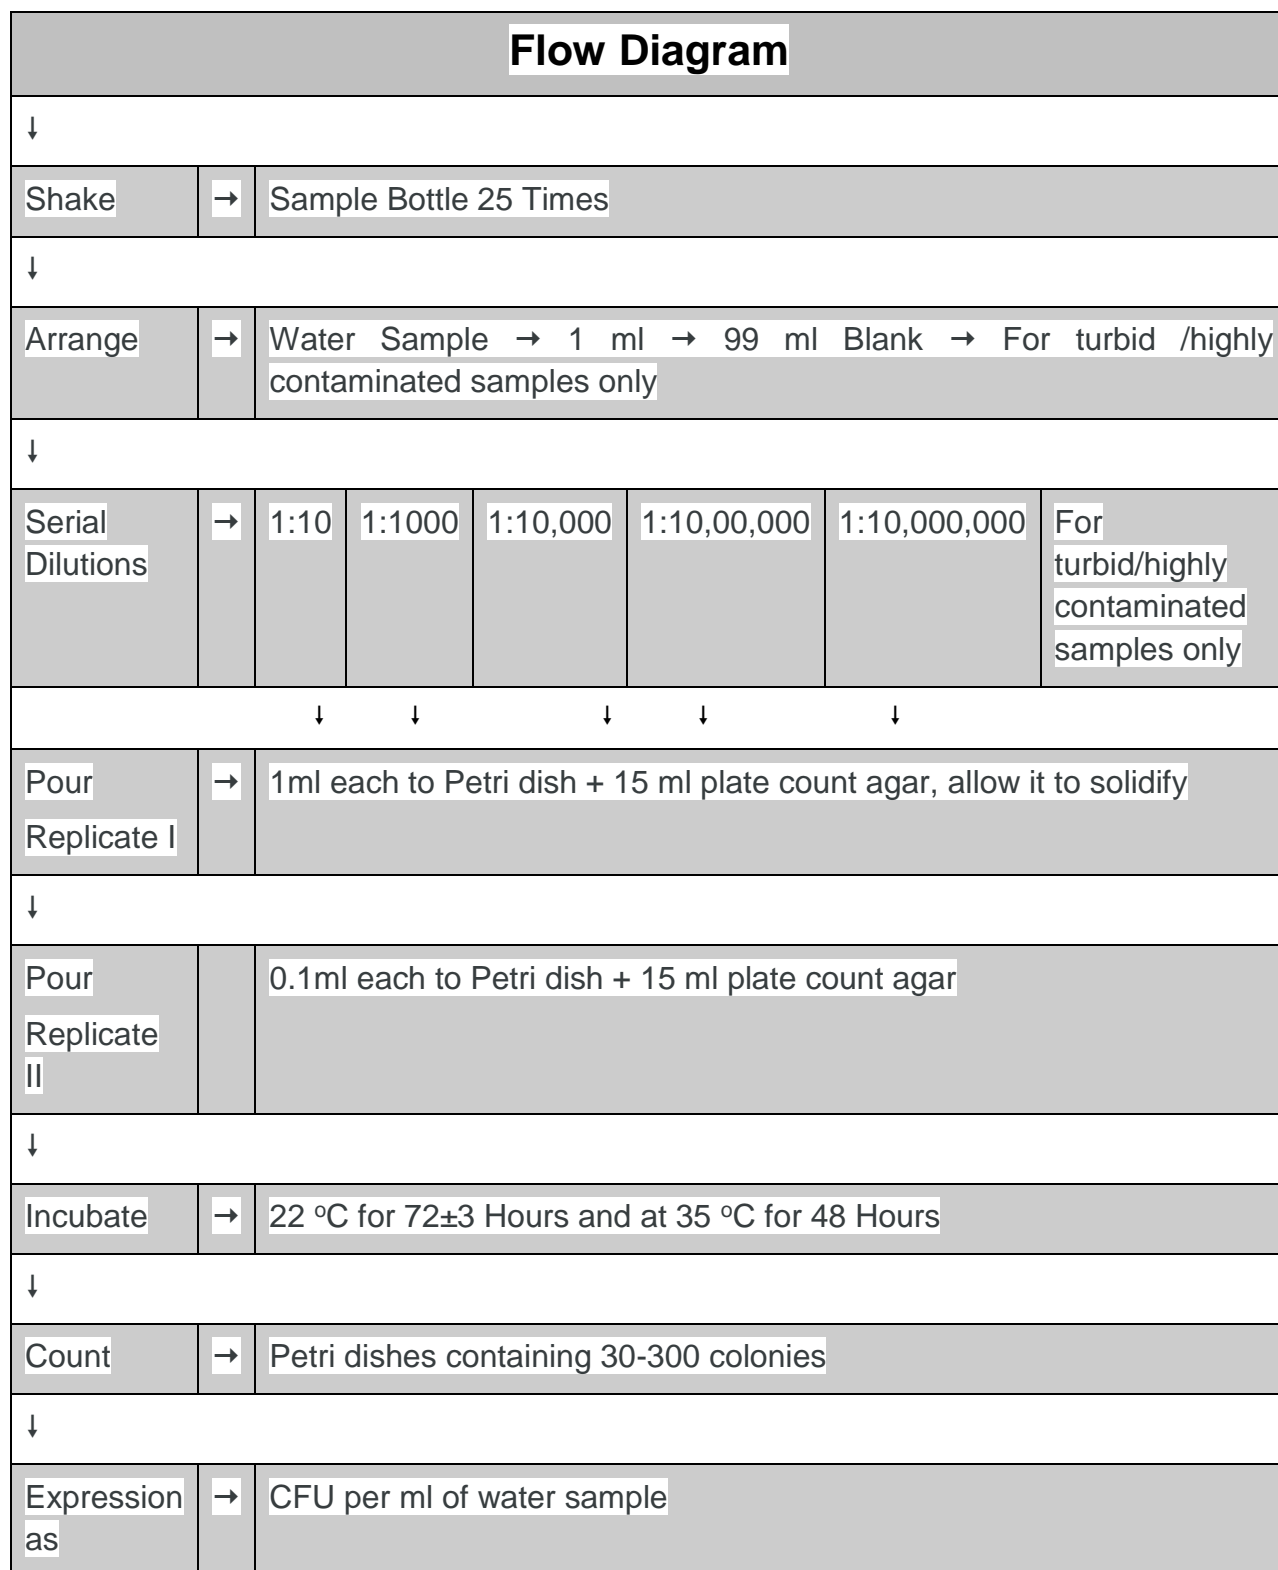 Flow Diagram
↓
Shake → Sample Bottle 25 Times
↓
Arrange → Water Sample → 1 ml → 99 ml Blank → For turbid /highly
contaminated samples only
↓
Serial Dilutions → 1:10 1:1000 1:10,000 1:10,00,000 1:10,000,000 For turbid/highly contaminated samples only
↓ ↓ ↓ ↓ ↓
Pour
Replicate I
→ 1ml each to Petri dish + 15 ml plate count agar, allow it to solidify
↓
Pour
Replicate
II
0.1ml each to Petri dish + 15 ml plate count agar
↓
Incubate → 22 ºC for 72±3 Hours and at 35 ºC for 48 Hours
↓
Count → Petri dishes containing 30-300 colonies
↓
Expression
as
→ CFU per ml of water sample